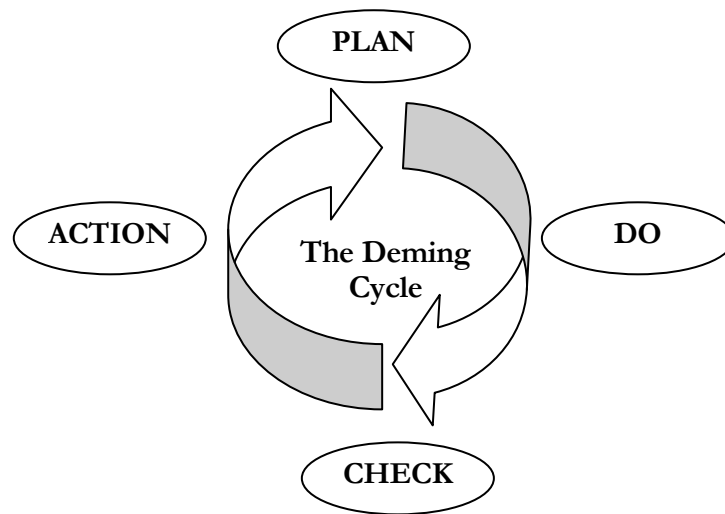 PLAN
ACTION
The Deming
Cycle
DO
CHECK